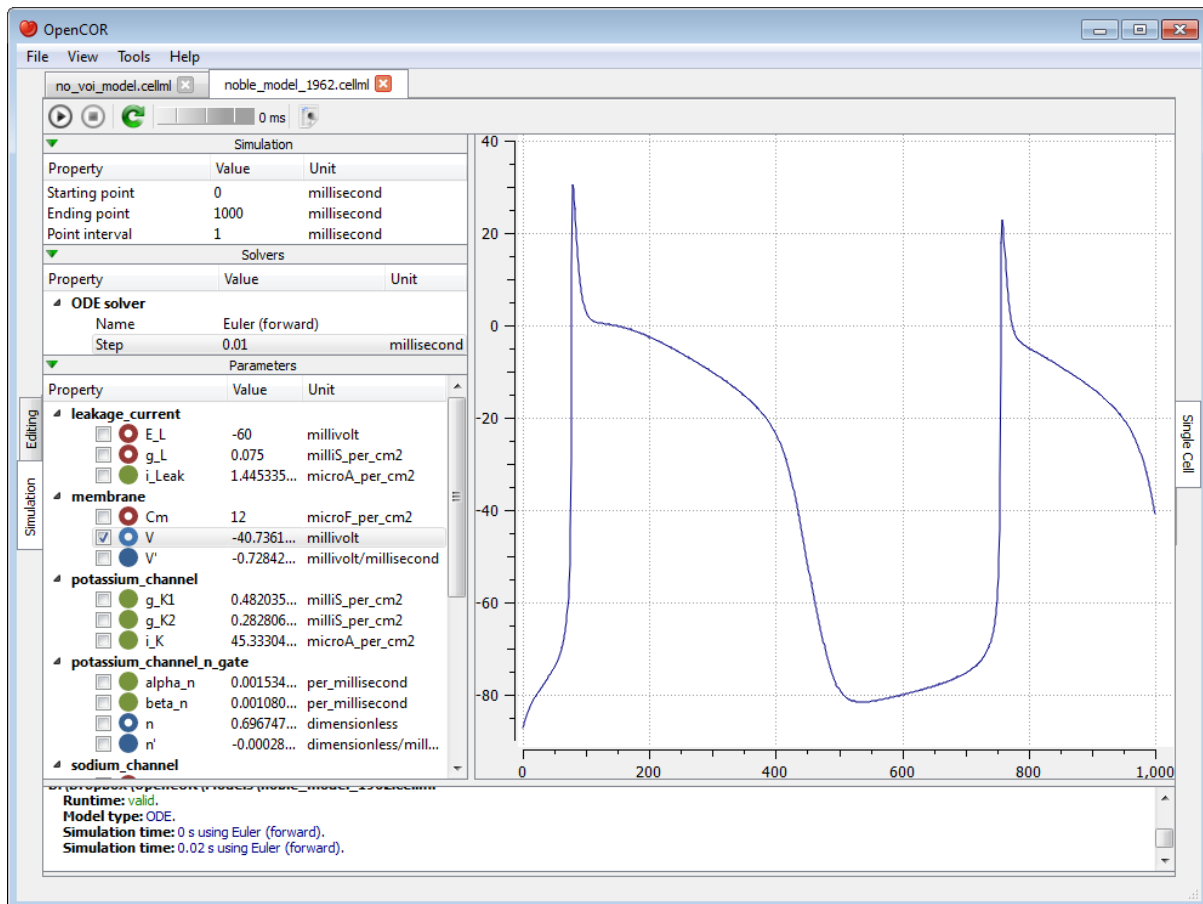 OpenCOR
File View Tools Help
no_voi_model.cellml noble_model_1962.cellml
0 ms
Simulation
Property Value Unit
Starting point 0 millisecond
Ending point 1000 millisecond
Point interval 1 millisecond
Solvers
Property Value Unit
ODE solver
Name Euler (forward)
Step 0.01 millisecond
Parameters
Property Value Unit
leakage_current
E_L -60 millivolt
g_L 0.075 milliS_per_cm2
i_Leak 1.445335... microA_per_cm2
membrane
Cm 12 microF_per_cm2
V -40.7361... millivolt
V' -0.72842... millivolt/millisecond
potassium_channel
g_K1 0.482035... milliS_per_cm2
g_K2 0.282806... milliS_per_cm2
i_K 45.33304... microA_per_cm2
potassium_channel_n_gate
alpha_n 0.001534... per_millisecond
beta_n 0.001080... per_millisecond
n 0.696747... dimensionless
n' -0.00028... dimensionless/mill...
sodium_channel
Editing
Simulation
40
20
0
-20
-40
-60
-80
0 200 400 600 800 1,000
Single Cell
D:\Dropbox\OpenCOR\Models\noble_model_1962.cellml
Runtime: valid.
Model type: ODE.
Simulation time: 0 s using Euler (forward).
Simulation time: 0.02 s using Euler (forward).